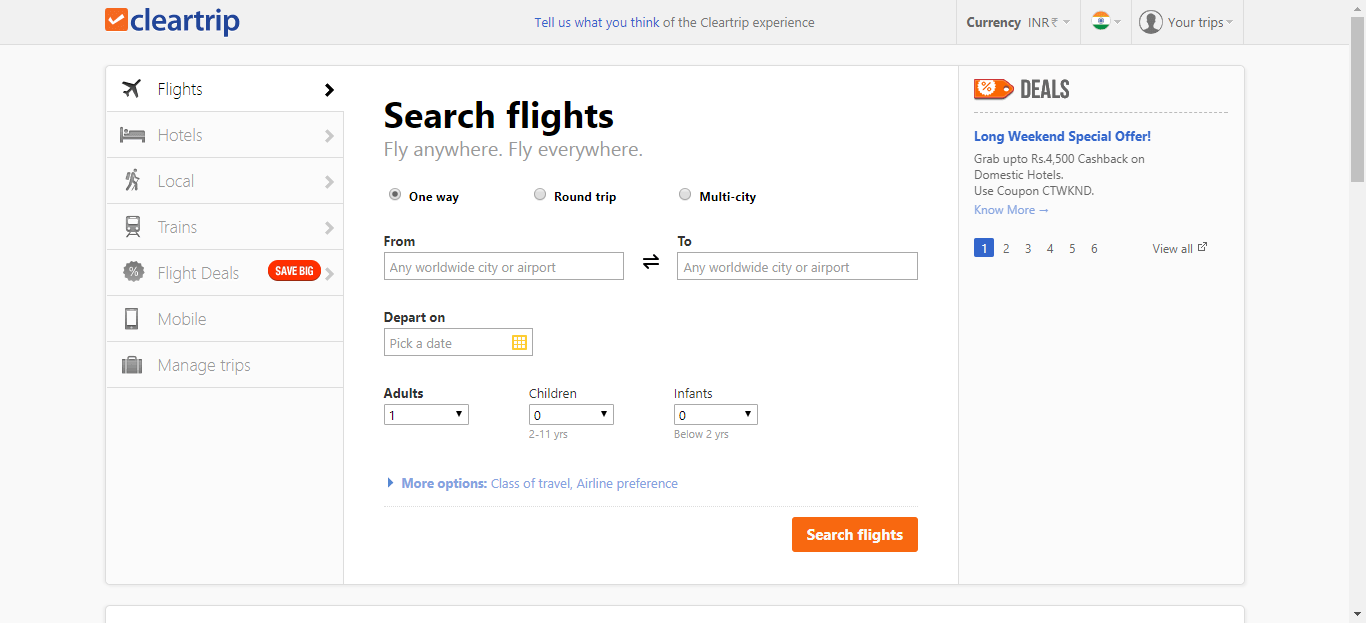 cleartrip
Tell us what you think of the Cleartrip experience
Currency INR₹
Your trips
Flights
Hotels
Local
Trains
Flight Deals SAVE BIG
Mobile
Manage trips
Search flights
Fly anywhere. Fly everywhere.
One way Round trip Multi-city
From To
Any worldwide city or airport Any worldwide city or airport
Depart on
Pick a date
Adults Children Infants
1 0 0
2-11 yrs Below 2 yrs
More options: Class of travel, Airline preference
Search flights
% DEALS
Long Weekend Special Offer!
Grab upto Rs.4,500 Cashback on
Domestic Hotels.
Use Coupon CTWKND.
Know More →
1 2 3 4 5 6 View all